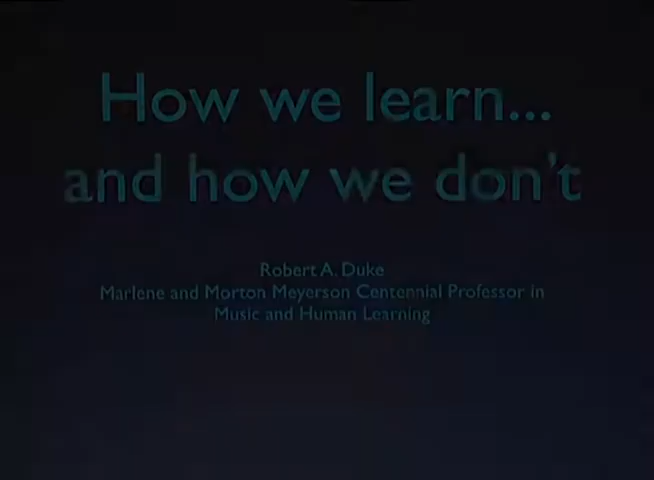 How we learn...
and how we don't
Robert A. Duke
Marlene and Morton Meyerson Centennial Professor in
Music and Human Learning